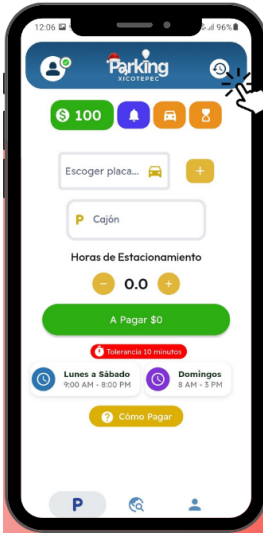 12:06
96%
Parking
XICOTEPEC
$ 100
Escoger placa...
+
P Cajón
Horas de Estacionamiento
- 0.0 +
A Pagar $0
Tolerancia 10 minutos
Lunes a Sábado
9:00 AM - 8:00 PM
Domingos
8 AM - 3 PM
? Cómo Pagar
P